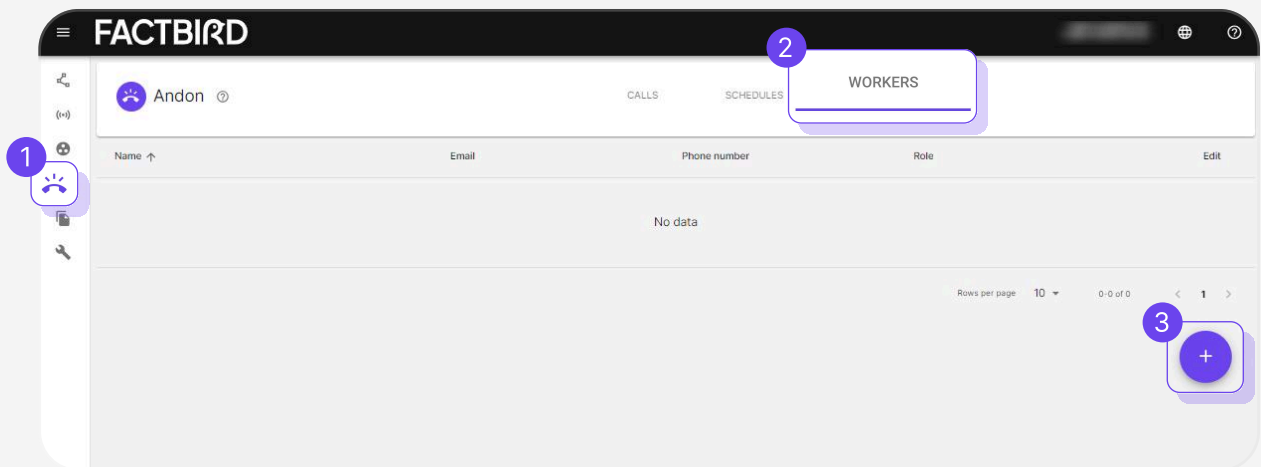 FACTBIRD
2
Andon
CALLS
SCHEDULES
WORKERS
1
Name
Email
Phone number
Role
Edit
No data
Rows per page 10 0-0 of 0 < 1 >
3
+